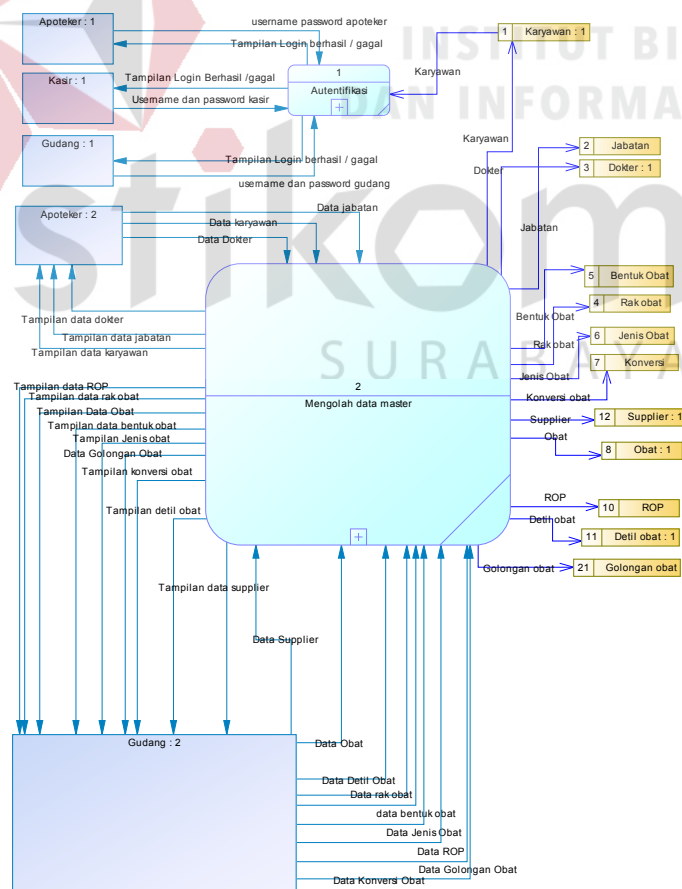 INSTITUT BI
DAN INFORMA
stikom
SURABAYA
Apoteker : 1
username password apoteker
Tampilan Login berhasil / gagal
Kasir : 1
Tampilan Login Berhasil /gagal
Username dan password kasir
1
Autentifikasi
Karyawan
1 Karyawan : 1
Gudang : 1
Tampilan Login berhasil / gagal
username dan password gudang
Karyawan
Dokter
2 Jabatan
3 Dokter : 1
Apoteker : 2
Data jabatan
Data karyawan
Data Dokter
Jabatan
Tampilan data dokter
Tampilan data jabatan
Tampilan data karyawan
5 Bentuk Obat
Bentuk Obat
4 Rak obat
Rak obat
6 Jenis Obat
Jenis Obat
7 Konversi
Konversi obat
2
Mengolah data master
12 Supplier : 1
Supplier
Obat
8 Obat : 1
ROP
10 ROP
Detil obat
11 Detil obat : 1
Golongan obat
21 Golongan obat
Tampilan data ROP
Tampilan data rak obat
Tampilan Data Obat
Tampilan data bentuk obat
Tampilan Jenis obat
Data Golongan Obat
Tampilan konversi obat
Tampilan detil obat
Tampilan data supplier
Data Supplier
Gudang : 2
Data Obat
Data Detil Obat
Data rak obat
data bentuk obat
Data Jenis Obat
Data ROP
Data Golongan Obat
Data Konversi Obat